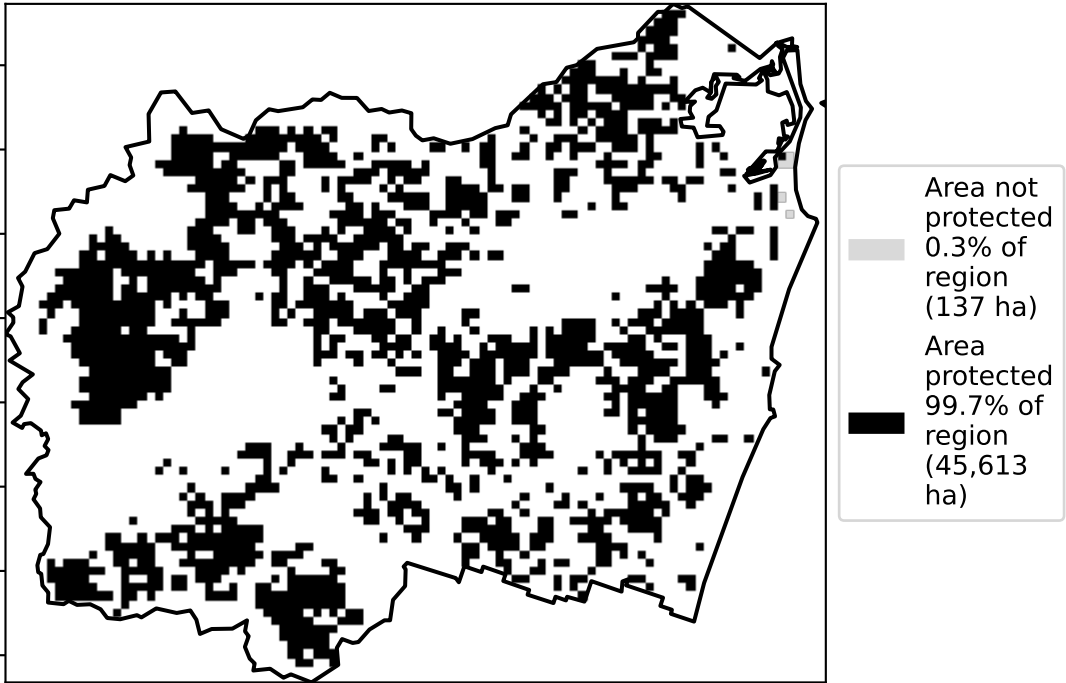 Area not
protected
0.3% of
region
(137 ha)
Area
protected
99.7% of
region
(45,613
ha)